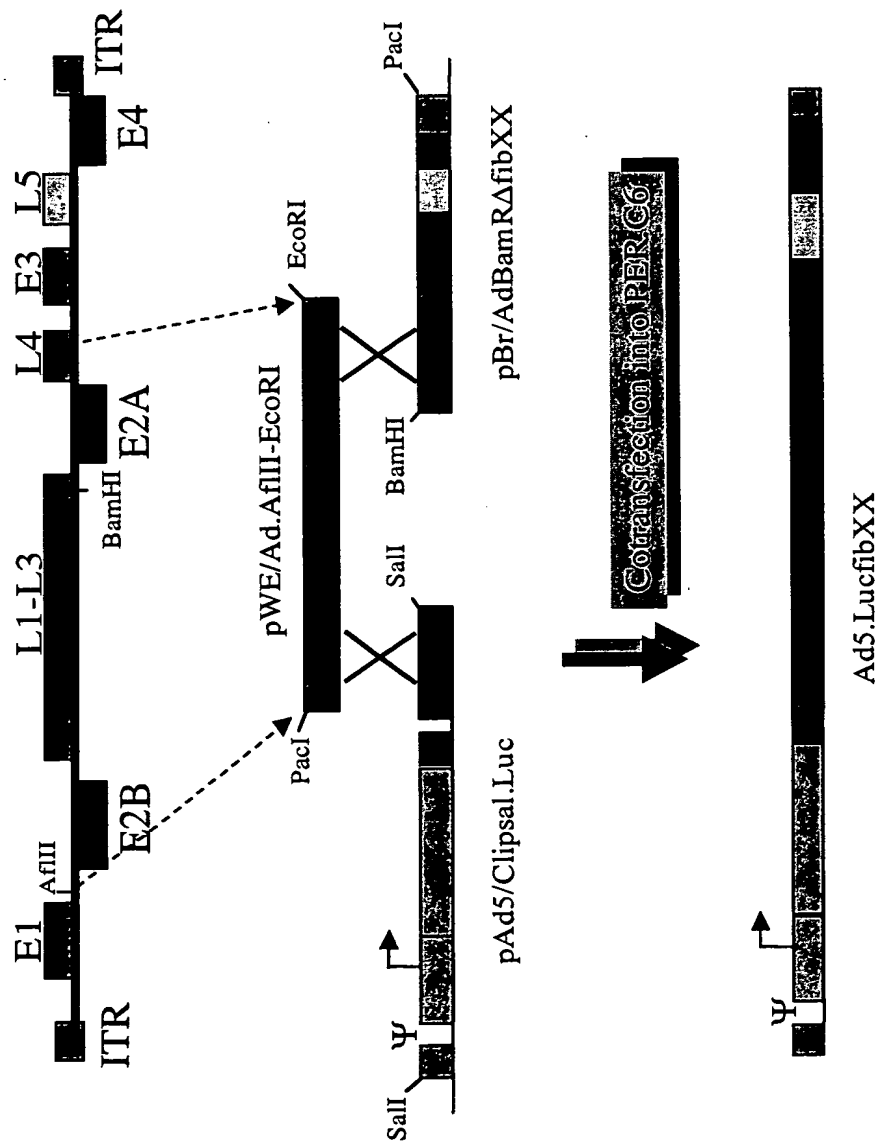 ITR
E1
AflII
E2B
L1-L3
BamHI
E2A
L4
E3
L5
E4
ITR
PacI
pWE/Ad.AflII-EcoRI
EcoRI
SalI
Ψ
pAd5/Clipsal.Luc
SalI
BamHI
pBr/AdBamRΔfibXX
PacI
Cotransfection into PER.C6
Ψ
Ad5.LucfibXX